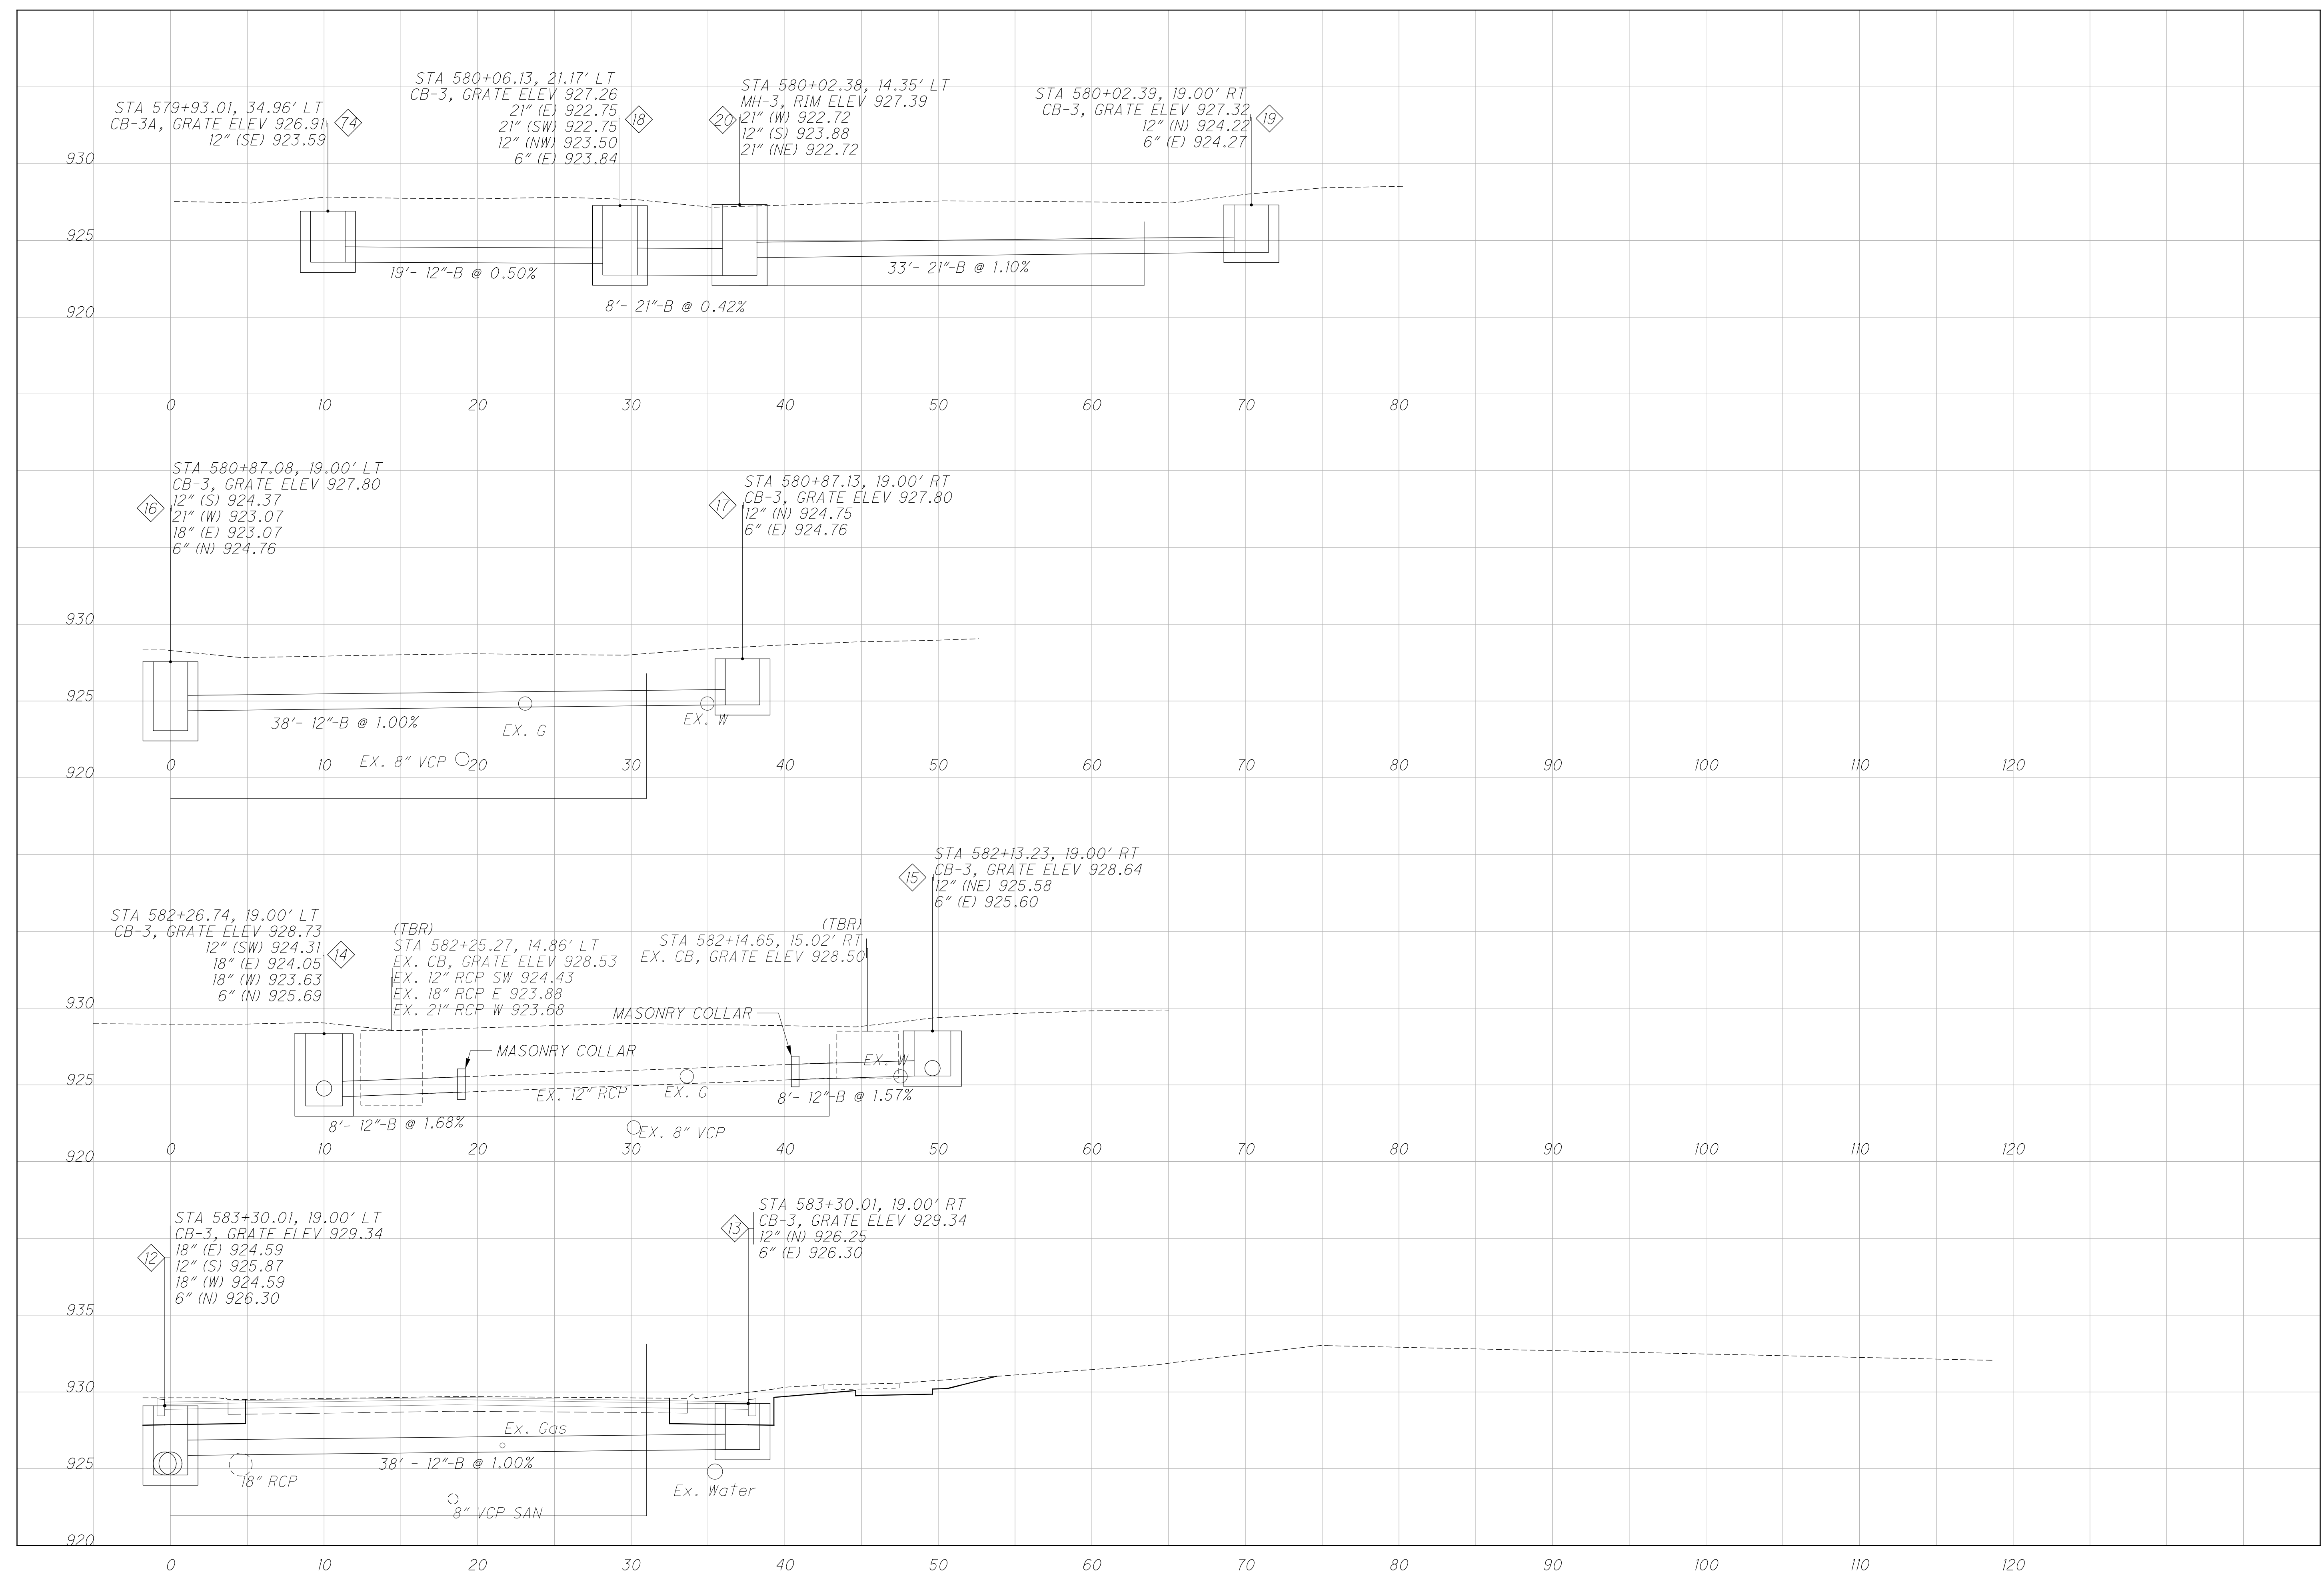 STA 579+93.01, 34.96' LT
CB-3A, GRATE ELEV 926.91
12" (SE) 923.59
74
STA 580+06.13, 21.17' LT
CB-3, GRATE ELEV 927.26
21" (E) 922.75
21" (SW) 922.75
12" (NW) 923.50
6" (E) 923.84
18
20
STA 580+02.38, 14.35' LT
MH-3, RIM ELEV 927.39
21" (W) 922.72
12" (S) 923.88
21" (NE) 922.72
STA 580+02.39, 19.00' RT
CB-3, GRATE ELEV 927.32
12" (N) 924.22
6" (E) 924.27
19
930
925
920
19'- 12"-B @ 0.50%
8'- 21"-B @ 0.42%
33'- 21"-B @ 1.10%
0 10 20 30 40 50 60 70 80
16
STA 580+87.08, 19.00' LT
CB-3, GRATE ELEV 927.80
12" (S) 924.37
21" (W) 923.07
18" (E) 923.07
6" (N) 924.76
17
STA 580+87.13, 19.00' RT
CB-3, GRATE ELEV 927.80
12" (N) 924.75
6" (E) 924.76
930
925
920
38'- 12"-B @ 1.00%
EX. G
EX. W
EX. 8" VCP
0 10 20 30 40 50 60 70 80 90 100 110 120
STA 582+26.74, 19.00' LT
CB-3, GRATE ELEV 928.73
12" (SW) 924.31
18" (E) 924.05
18" (W) 923.63
6" (N) 925.69
14
(TBR)
STA 582+25.27, 14.86' LT
EX. CB, GRATE ELEV 928.53
EX. 12" RCP SW 924.43
EX. 18" RCP E 923.88
EX. 21" RCP W 923.68
(TBR)
STA 582+14.65, 15.02' RT
EX. CB, GRATE ELEV 928.50
15
STA 582+13.23, 19.00' RT
CB-3, GRATE ELEV 928.64
12" (NE) 925.58
6" (E) 925.60
930
925
920
MASONRY COLLAR
MASONRY COLLAR
EX. W
EX. 12" RCP
EX. G
8'- 12"-B @ 1.57%
8'- 12"-B @ 1.68%
EX. 8" VCP
0 10 20 30 40 50 60 70 80 90 100 110 120
12
STA 583+30.01, 19.00' LT
CB-3, GRATE ELEV 929.34
18" (E) 924.59
12" (S) 925.87
18" (W) 924.59
6" (N) 926.30
13
STA 583+30.01, 19.00' RT
CB-3, GRATE ELEV 929.34
12" (N) 926.25
6" (E) 926.30
935
930
925
920
Ex. Gas
38' - 12"-B @ 1.00%
18" RCP
Ex. Water
8" VCP SAN
0 10 20 30 40 50 60 70 80 90 100 110 120